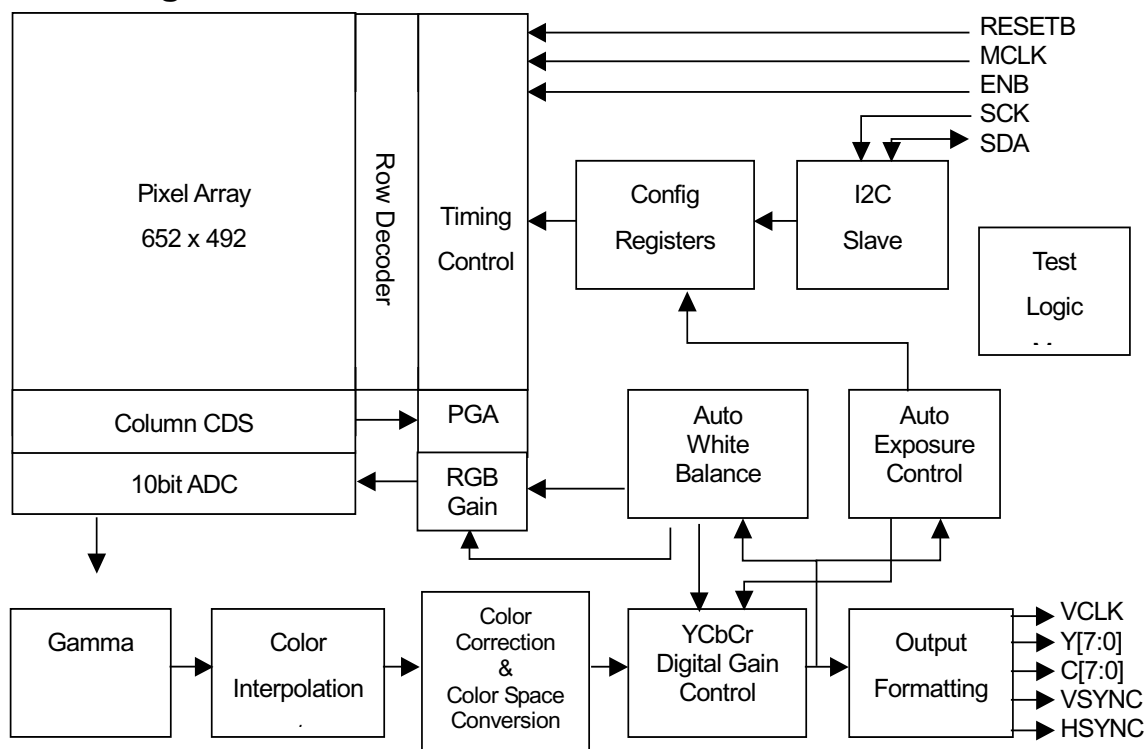 RESETB
MCLK
ENB
SCK
SDA
Pixel Array
652 x 492
Row Decoder
Timing
Control
Config
Registers
I2C
Slave
Test
Logic
Column CDS
PGA
10bit ADC
RGB
Gain
Auto
White
Balance
Auto
Exposure
Control
Gamma
Color
Interpolation
Color
Correction
&
Color Space
Conversion
YCbCr
Digital Gain
Control
Output
Formatting
VCLK
Y[7:0]
C[7:0]
VSYNC
HSYNC